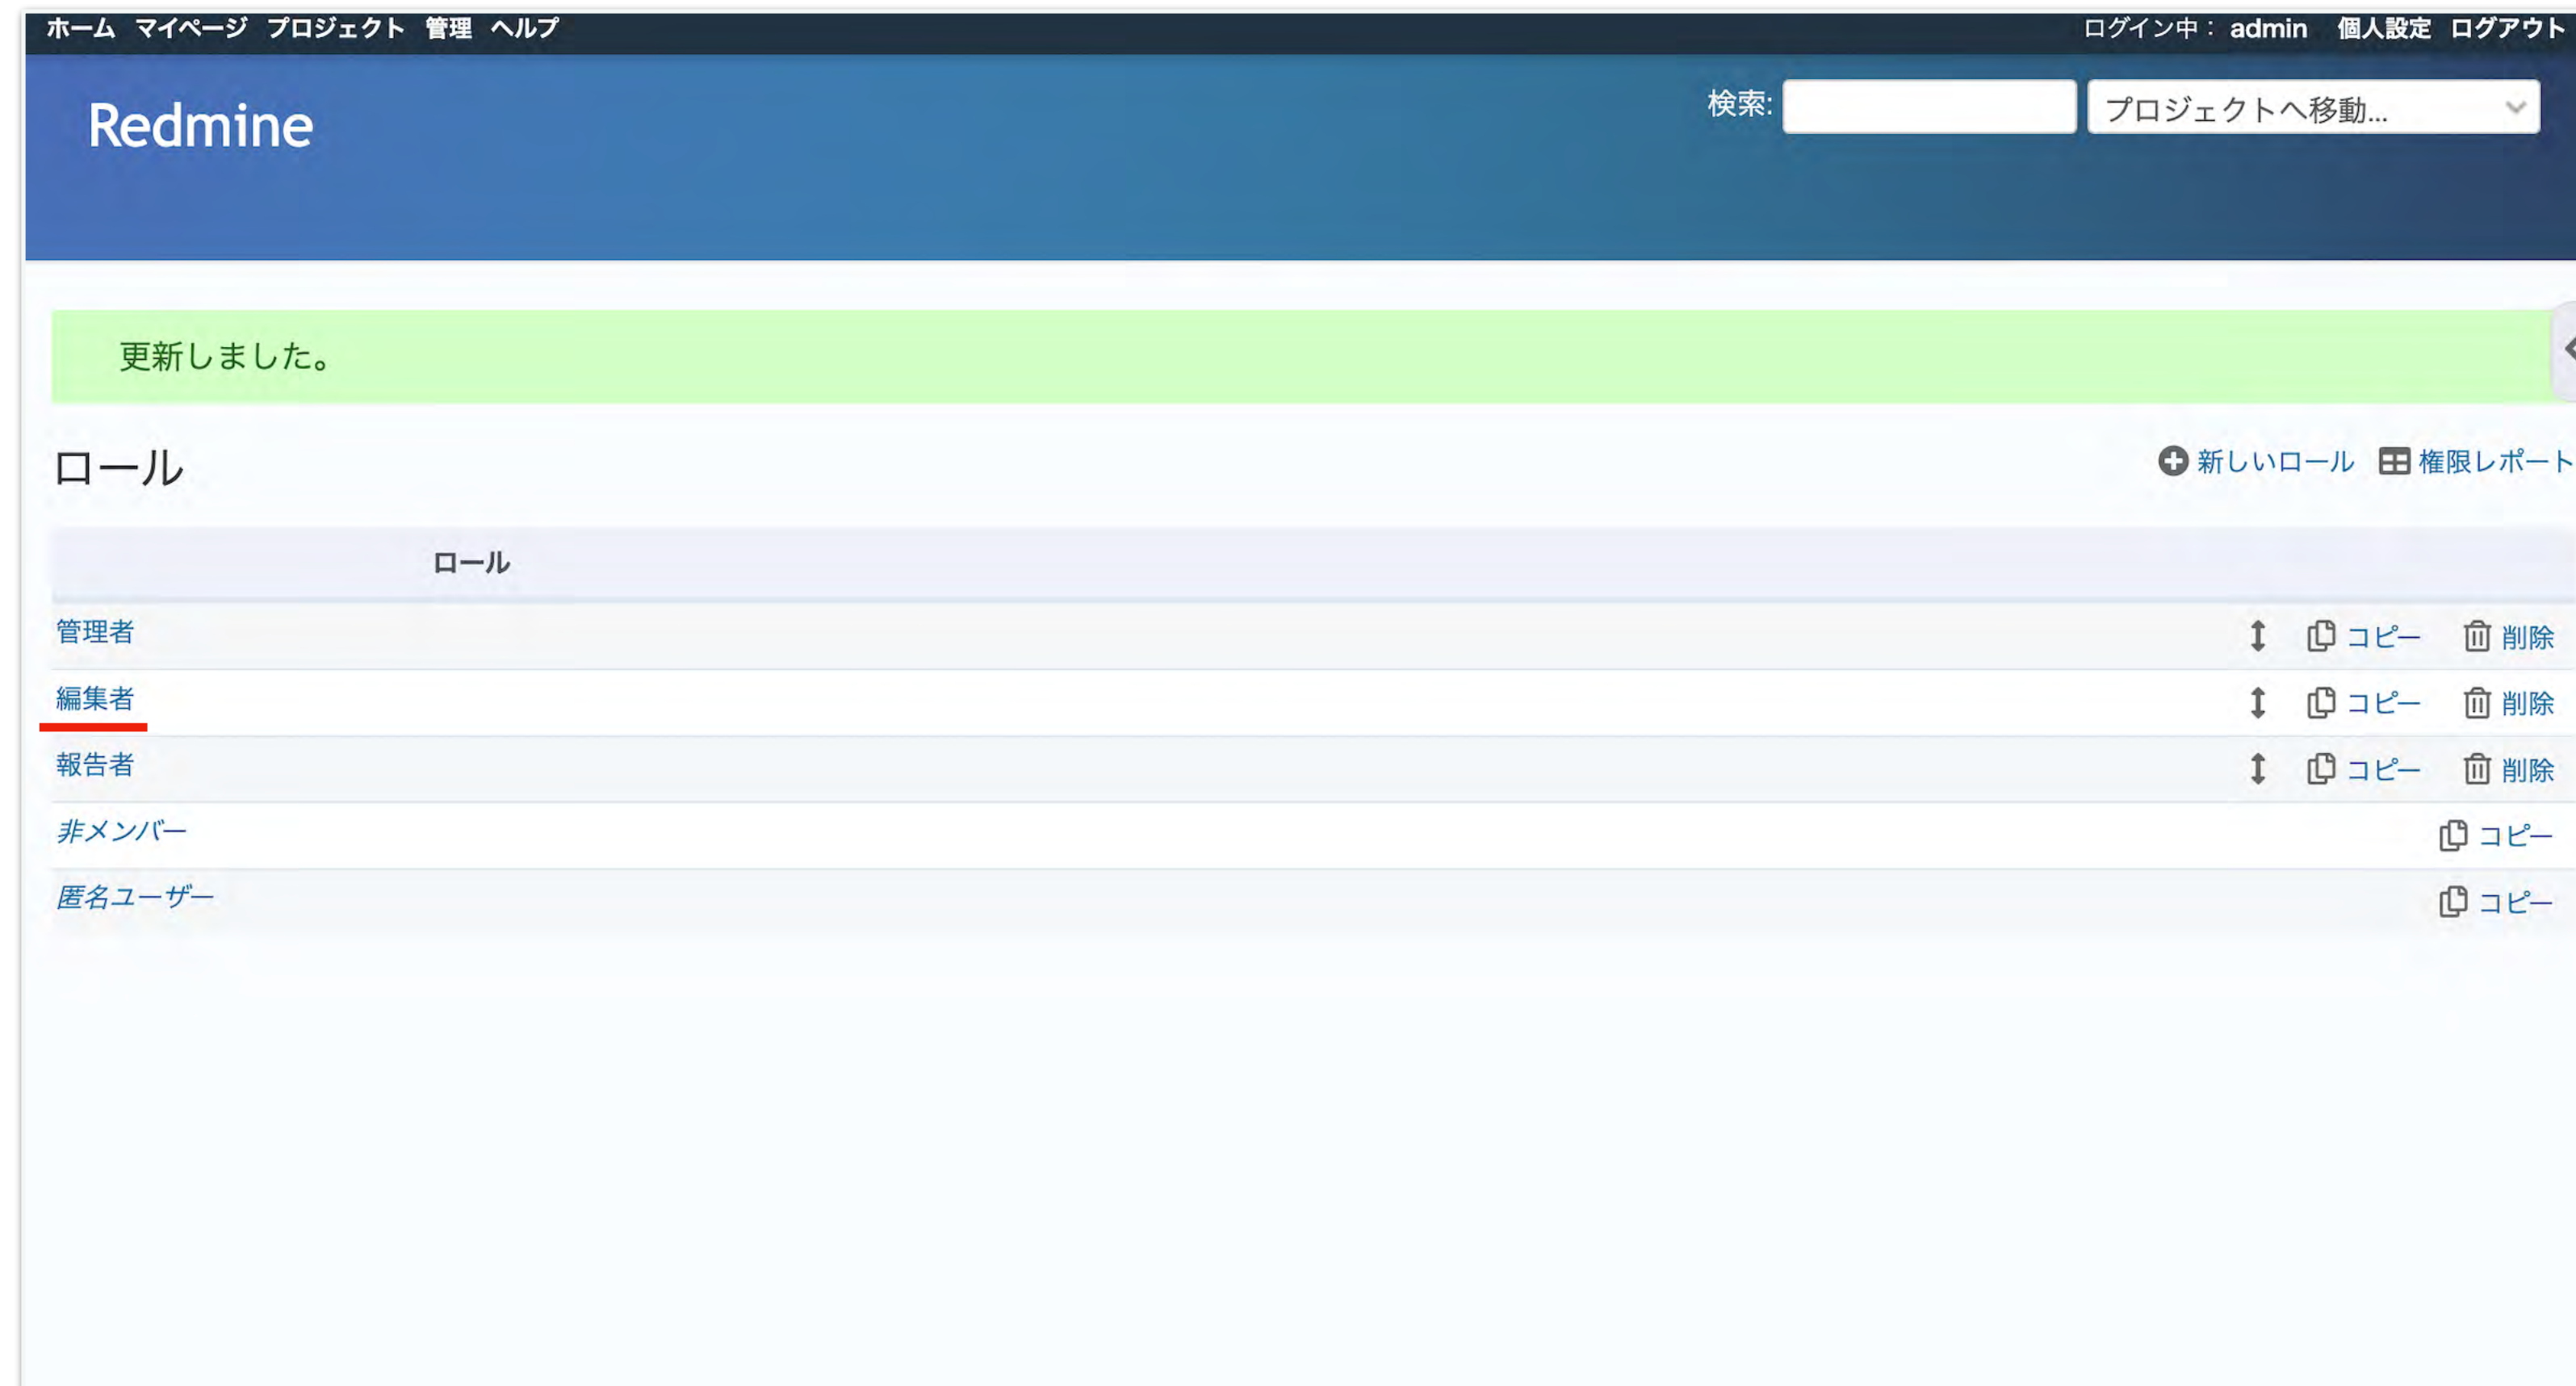 ホーム マイページ プロジェクト 管理 ヘルプ ログイン中： admin 個人設定 ログアウト
Redmine 検索: プロジェクトへ移動...
更新しました。
ロール 新しいロール 権限レポート
ロール
管理者 コピー 削除
編集者 コピー 削除
報告者 コピー 削除
非メンバー コピー
匿名ユーザー コピー